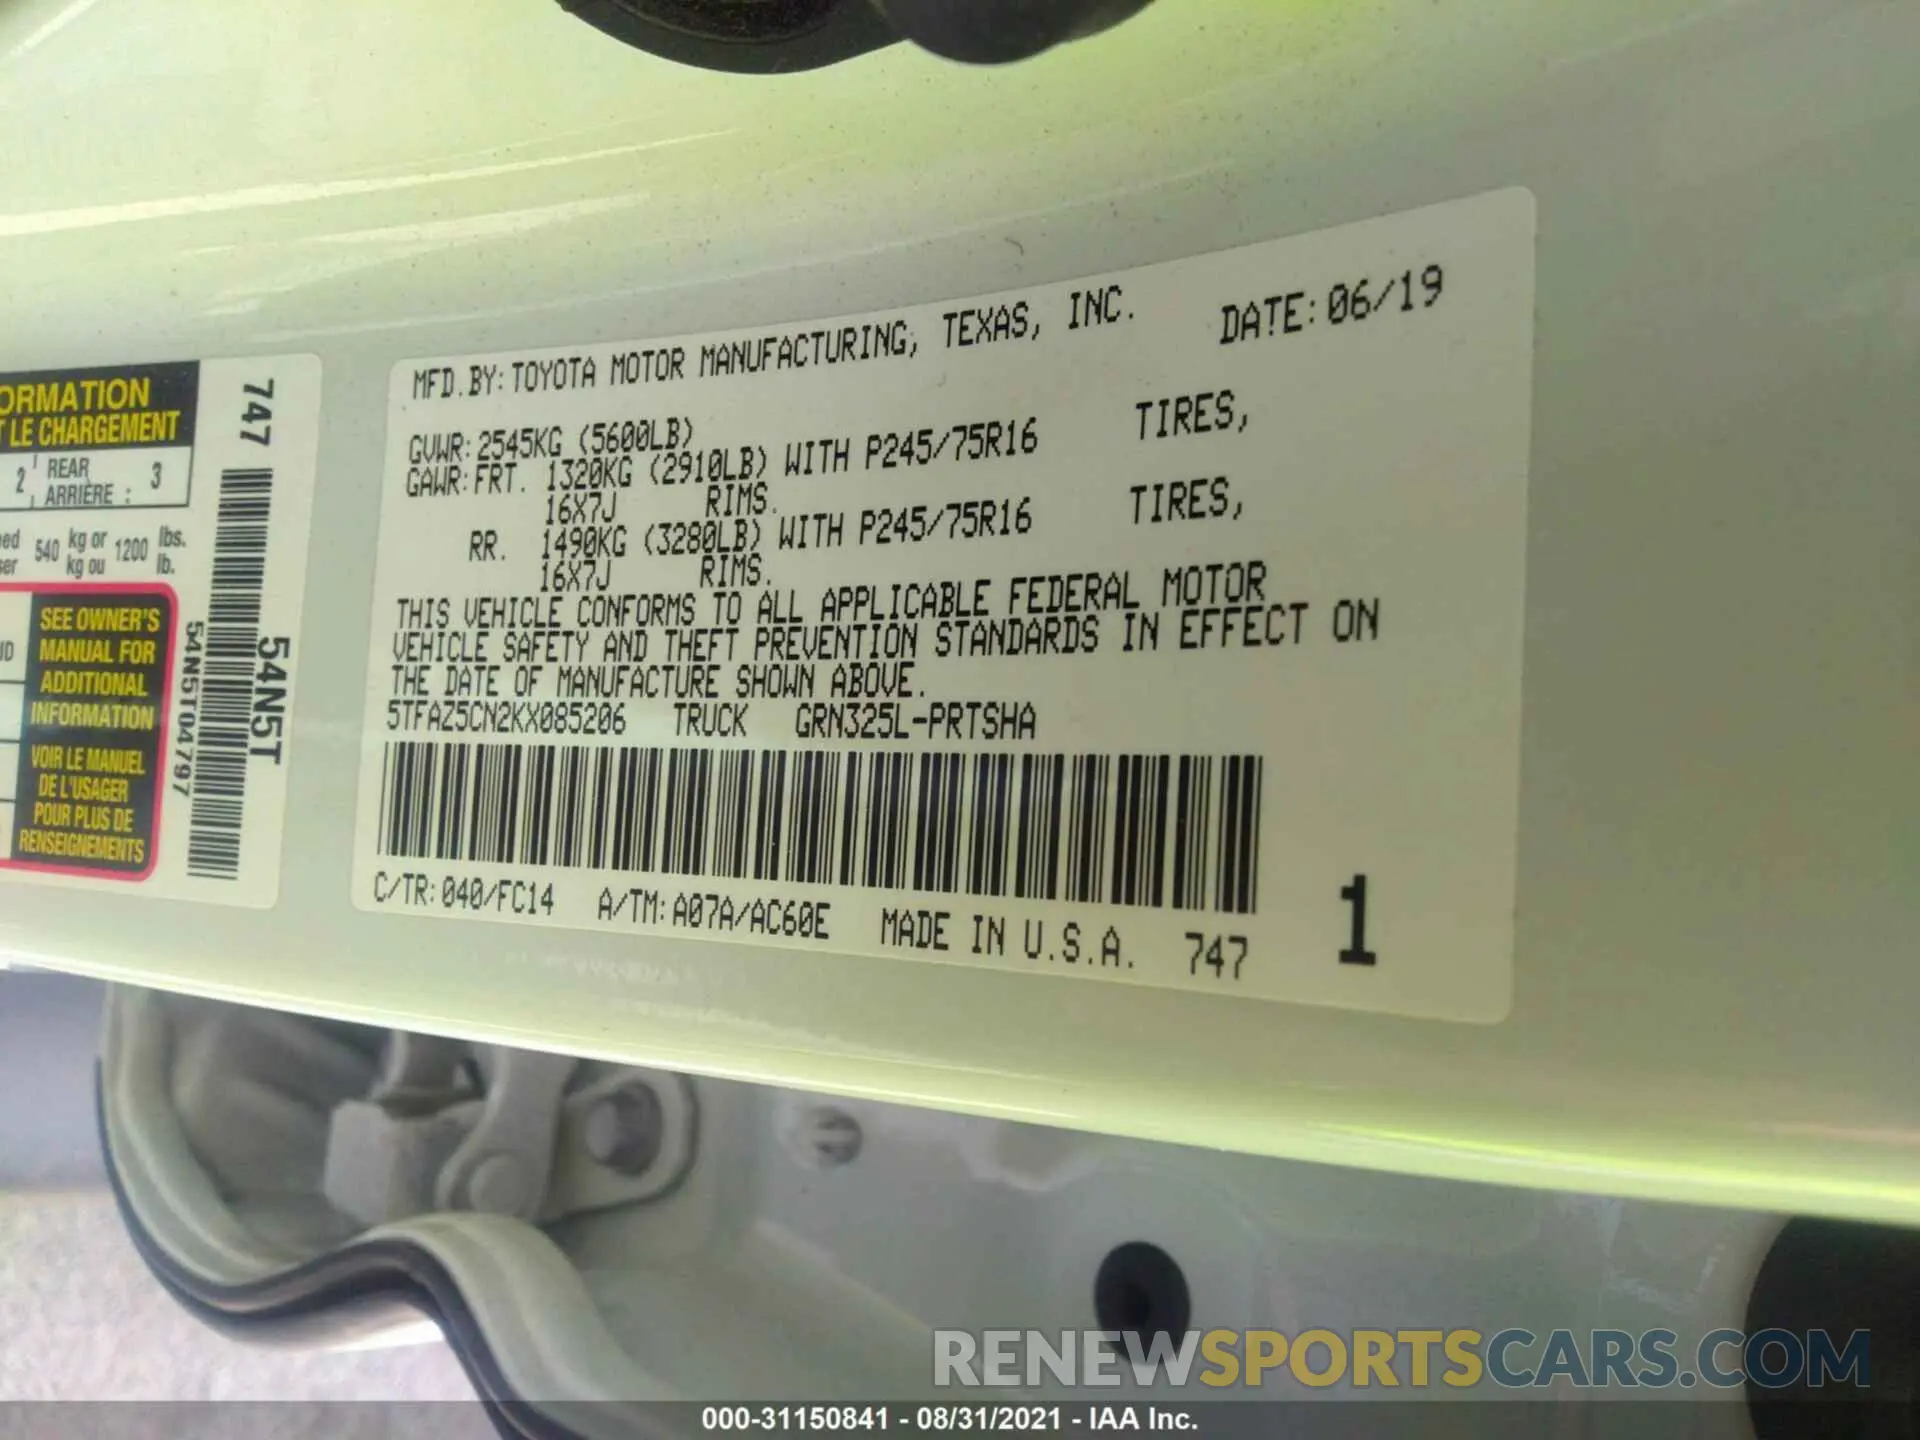 ORMATION
T LE CHARGEMENT
2 REAR
ARRIÈRE : 3
540 kg or 1200 lbs.
kg ou lb.
SEE OWNER'S
MANUAL FOR
ADDITIONAL
INFORMATION
VOIR LE MANUEL
DE L'USAGER
POUR PLUS DE
RENSEIGNEMENTS
747
54N5T
54N5T04797
MFD.BY:TOYOTA MOTOR MANUFACTURING, TEXAS, INC. DATE:06/19
GVWR:2545KG (5600LB)
GAWR:FRT. 1320KG (2910LB) WITH P245/75R16 TIRES,
16X7J RIMS.
RR. 1490KG (3280LB) WITH P245/75R16 TIRES,
16X7J RIMS.
THIS VEHICLE CONFORMS TO ALL APPLICABLE FEDERAL MOTOR
VEHICLE SAFETY AND THEFT PREVENTION STANDARDS IN EFFECT ON
THE DATE OF MANUFACTURE SHOWN ABOVE.
5TFAZ5CN2KX085206 TRUCK GRN325L-PRTSHA
C/TR:040/FC14 A/TM:A07A/AC60E MADE IN U.S.A. 747
1
RENEWSPORTSCARS.COM
000-31150841 - 08/31/2021 - IAA Inc.